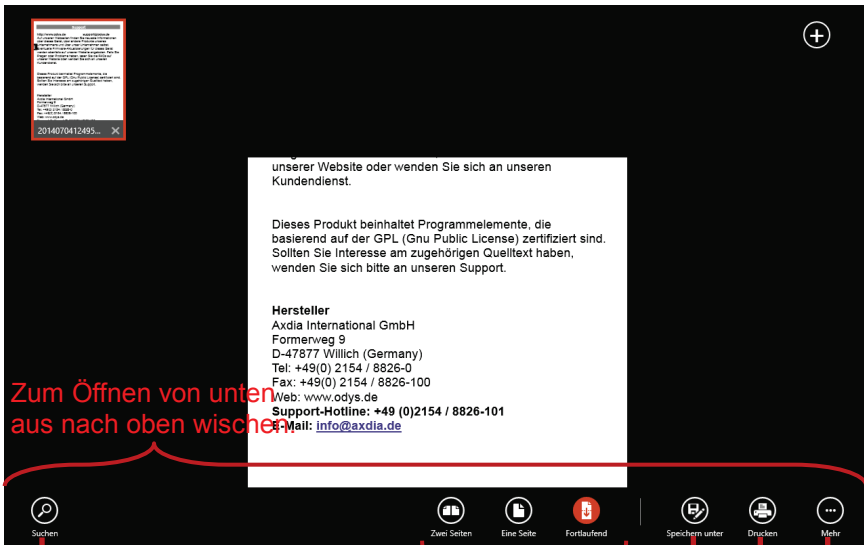 Support
2014070412495...
unserer Website oder wenden Sie sich an unseren
Kundendienst.
Dieses Produkt beinhaltet Programmelemente, die
basierend auf der GPL (Gnu Public License) zertifiziert sind.
Sollten Sie Interesse am zugehörigen Quelltext haben,
wenden Sie sich bitte an unseren Support.
Hersteller
Axdia International GmbH
Formerweg 9
D-47877 Willich (Germany)
Tel: +49(0) 2154 / 8826-0
Fax: +49(0) 2154 / 8826-100
Web: www.odys.de
Support-Hotline: +49 (0)2154 / 8826-101
E-Mail: info@axdia.de
Zum Öffnen von unten
aus nach oben wischen.
Suchen
Zwei Seiten
Eine Seite
Fortlaufend
Speichern unter
Drucken
Mehr